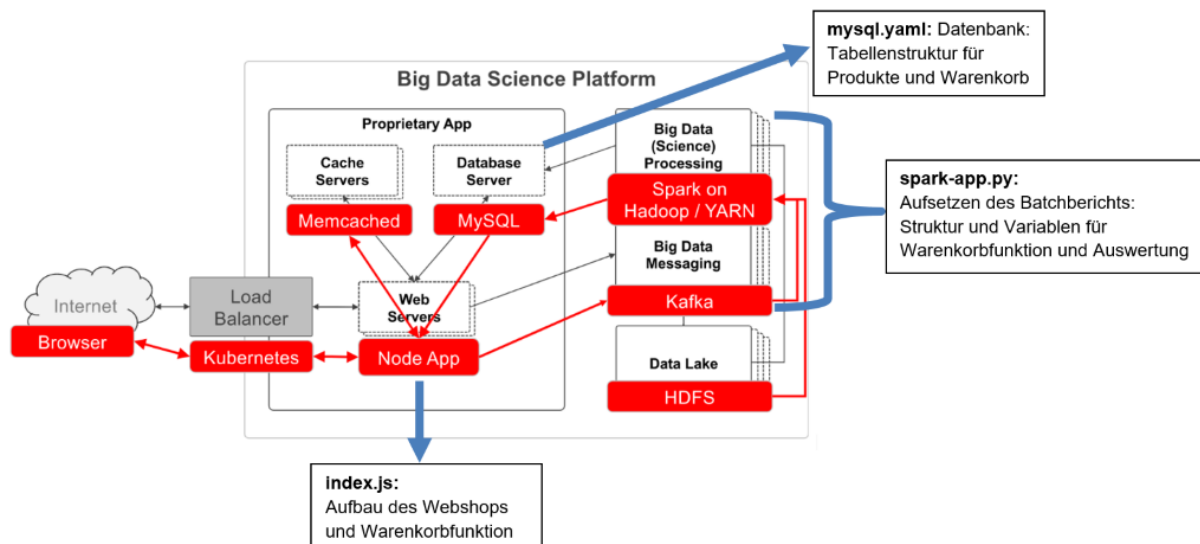 mysql.yaml: Datenbank:
Tabellenstruktur für
Produkte und Warenkorb
Big Data Science Platform
Proprietary App
Cache
Servers
Database
Server
Big Data
(Science)
Processing
Memcached
MySQL
Spark on
Hadoop / YARN
spark-app.py:
Aufsetzen des Batchberichts:
Struktur und Variablen für
Warenkorbfunktion und Auswertung
Big Data
Messaging
Internet
Load
Balancer
Web
Servers
Kafka
Browser
Kubernetes
Node App
Data Lake
HDFS
index.js:
Aufbau des Webshops
und Warenkorbfunktion